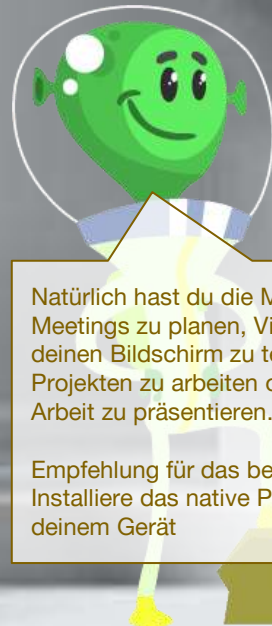 Natürlich hast du die M
Meetings zu planen, Vi
deinen Bildschirm zu te
Projekten zu arbeiten o
Arbeit zu präsentieren.
Empfehlung für das be
Installiere das native P
deinem Gerät